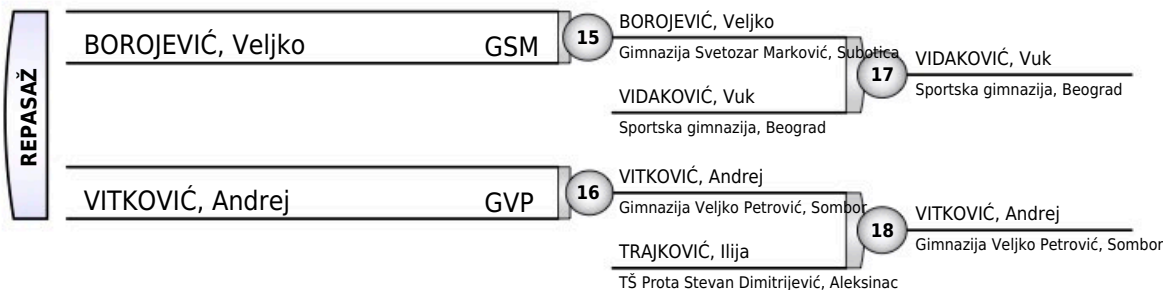 REPASAŽ
BOROJEVIĆ, Veljko GSM
15
BOROJEVIĆ, Veljko
Gimnazija Svetozar Marković, Subotica
17
VIDAKOVIĆ, Vuk
Sportska gimnazija, Beograd
VIDAKOVIĆ, Vuk
Sportska gimnazija, Beograd
VITKOVIĆ, Andrej GVP
16
VITKOVIĆ, Andrej
Gimnazija Veljko Petrović, Sombor
18
VITKOVIĆ, Andrej
Gimnazija Veljko Petrović, Sombor
TRAJKOVIĆ, Ilija
TŠ Prota Stevan Dimitrijević, Aleksinac